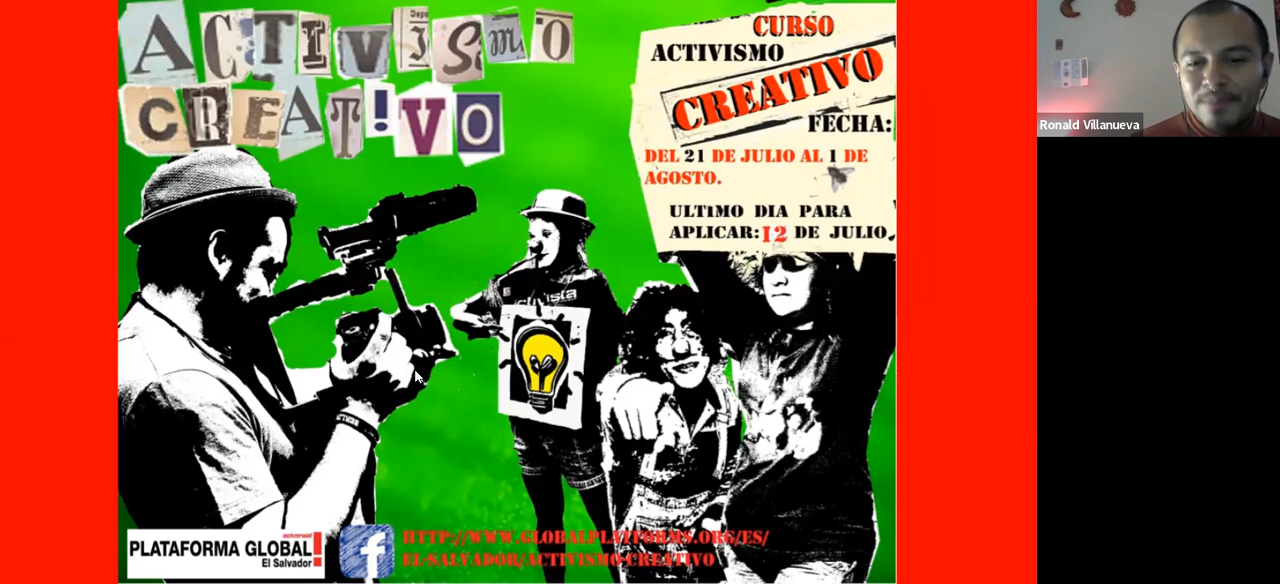 ACTIVISMO
CREAT!VO
CURSO
ACTIVISMO
CREATIVO
FECHA:
DEL 21 DE JULIO AL 1 DE
AGOSTO.
ULTIMO DIA PARA
APLICAR: 12 DE JULIO.
Ronald Villanueva
actionaid
PLATAFORMA GLOBAL!
El Salvador
f
HTTP://WWW.GLOBALPLATFORMS.ORG/ES/
EL-SALVADOR/ACTIVISMO-CREATIVO